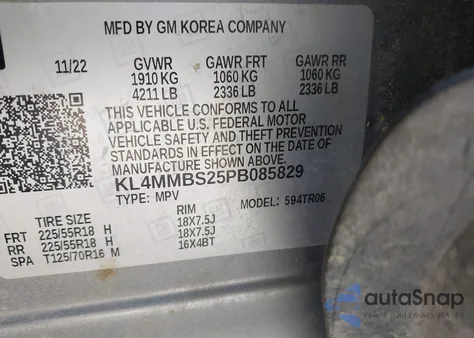 MFD BY GM KOREA COMPANY
11/22 GVWR GAWR FRT GAWR RR
1910 KG 1060 KG 1060 KG
4211 LB 2336 LB 2336 LB
THIS VEHICLE CONFORMS TO ALL
APPLICABLE U.S. FEDERAL MOTOR
VEHICLE SAFETY AND THEFT PREVENTION
STANDARDS IN EFFECT ON THE DATE OF
MANUFACTURE SHOWN ABOVE.
KL4MMBS25PB085829
TYPE: MPV MODEL: 594TR06
TIRE SIZE RIM
FRT 225/55R18 H 18X7.5J
RR 225/55R18 H 18X7.5J
SPA T125/70R16 M 16X4BT
autoSnap